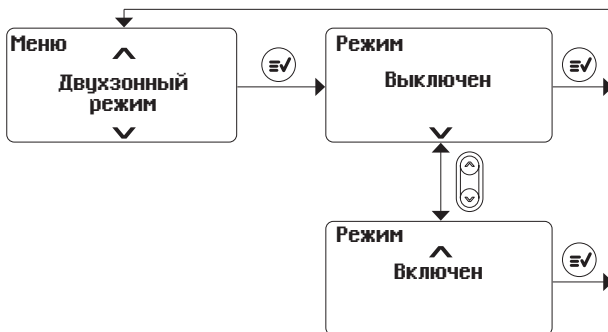 Меню
Двухзонный
режим
Режим
Выключен
Режим
Включен